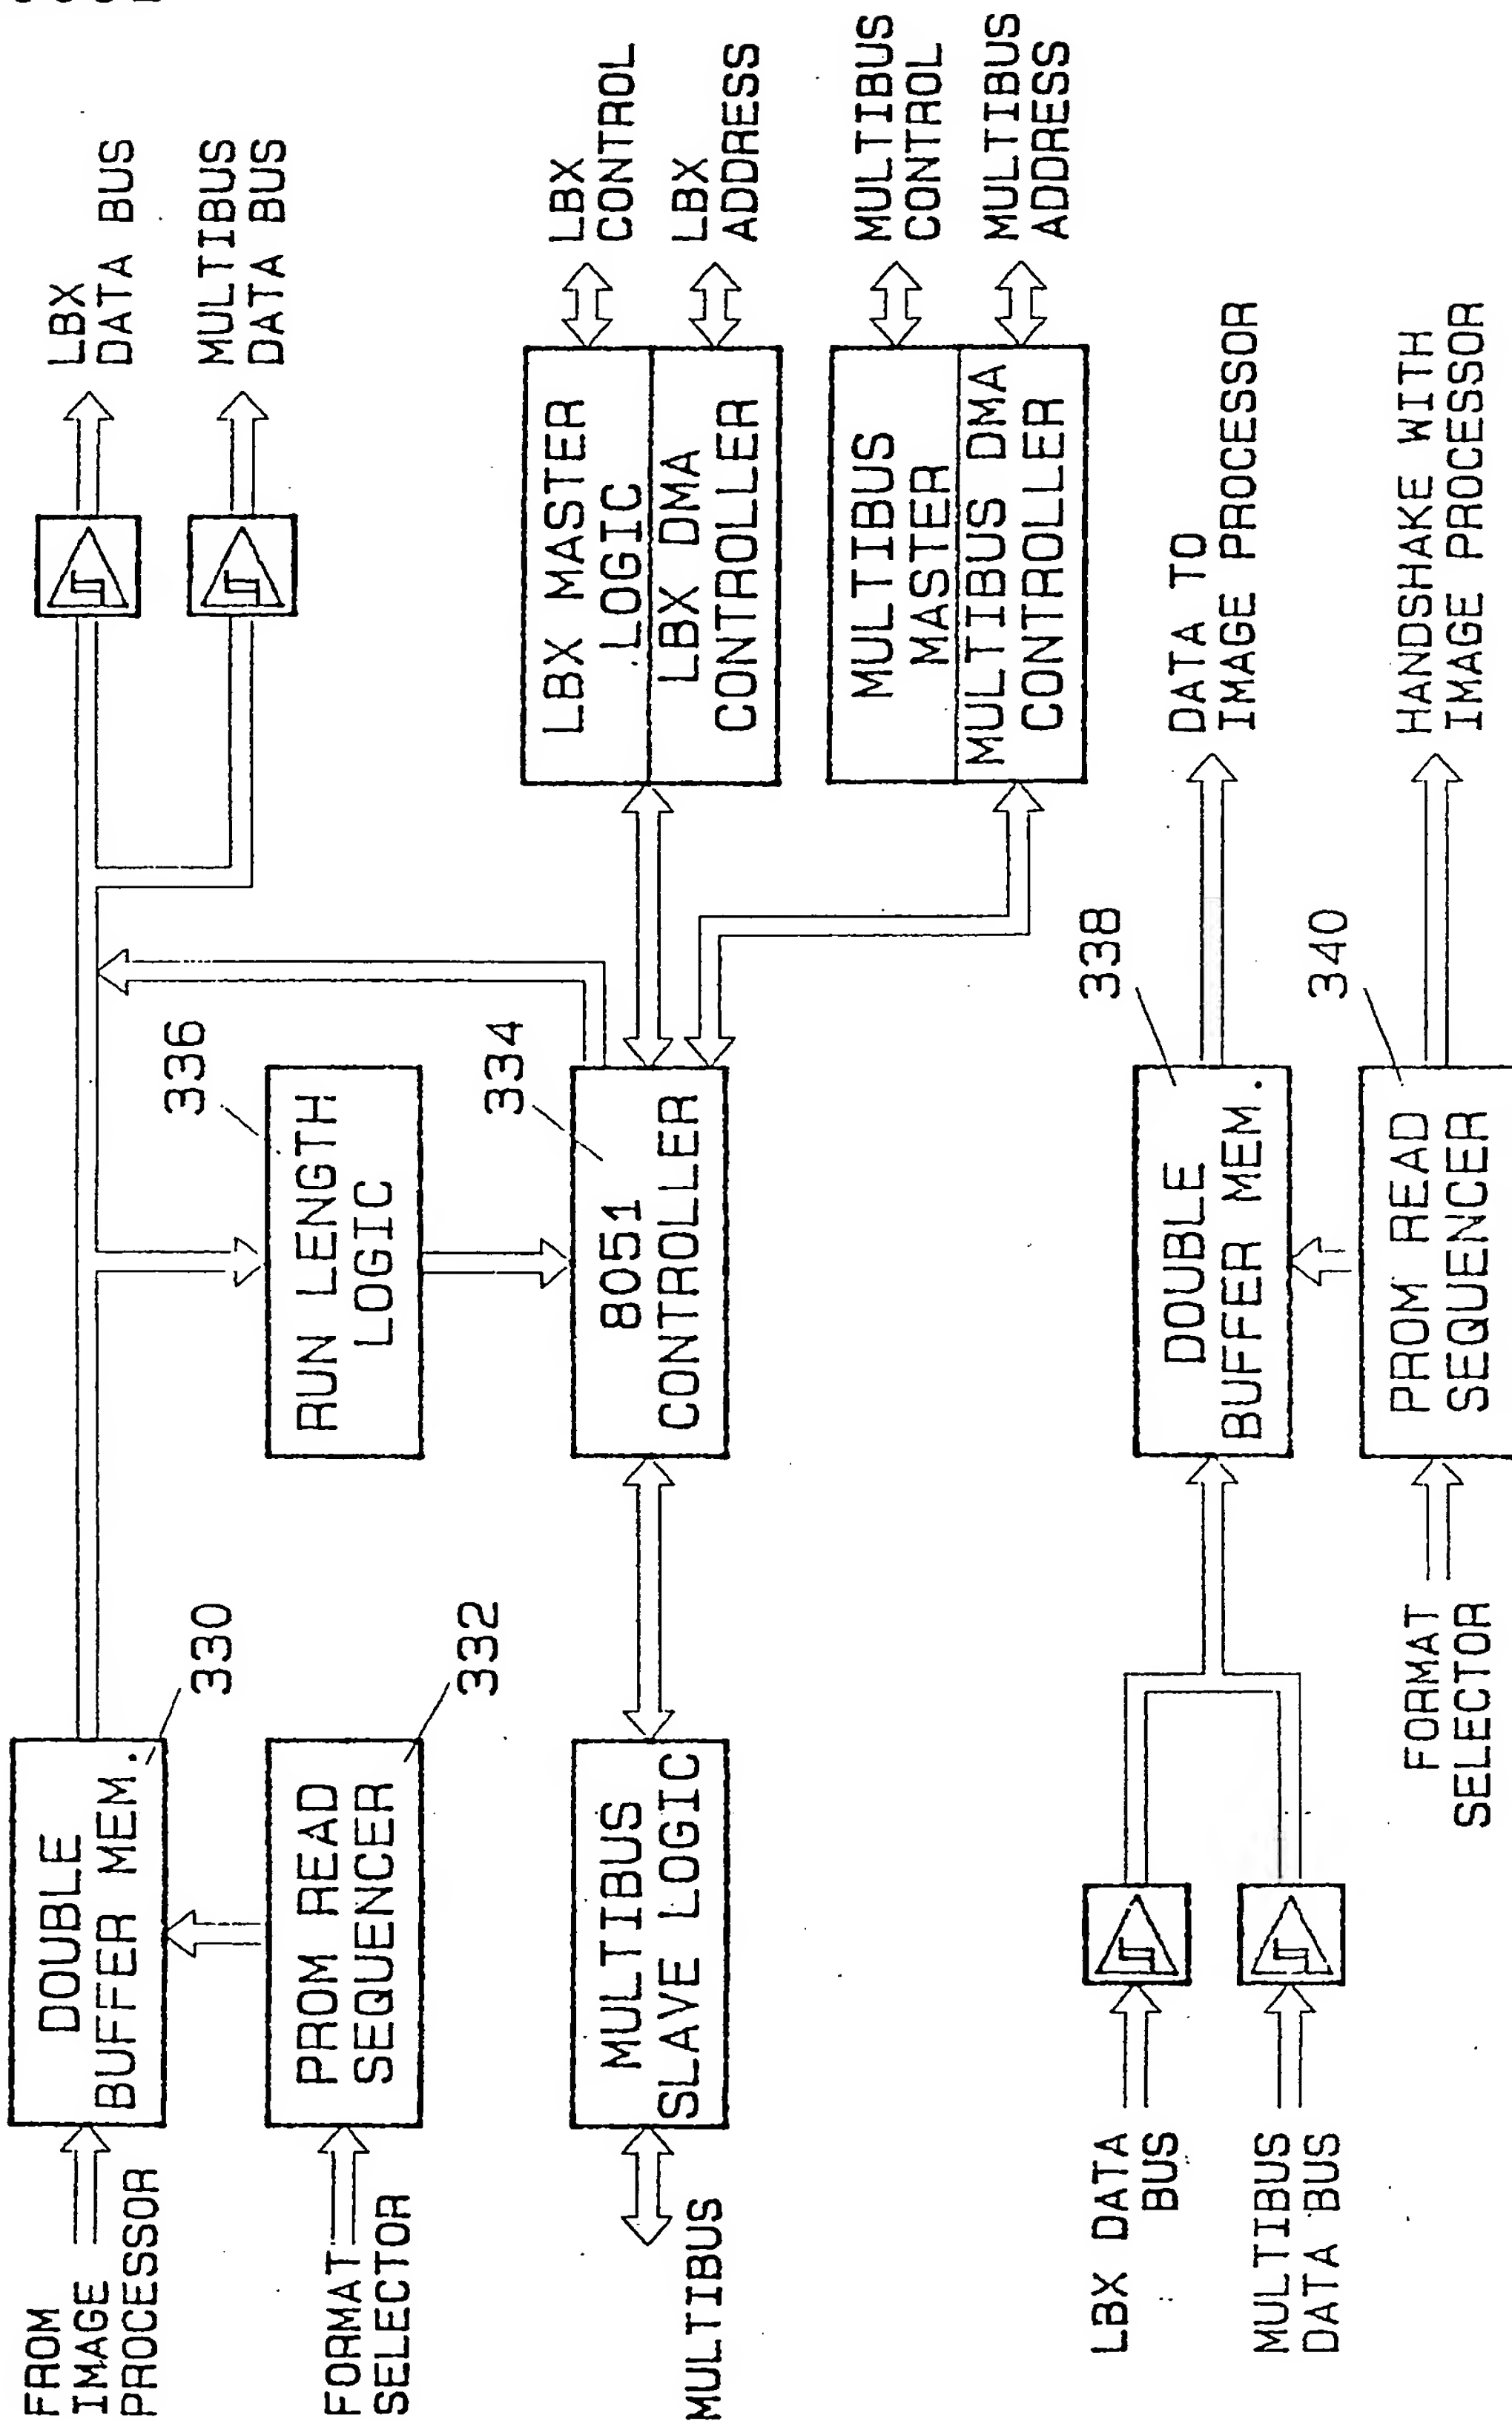 FROM
IMAGE
PROCESSOR
DOUBLE
BUFFER MEM.
330
LBX
DATA BUS
MULTIBUS
DATA BUS
FORMAT
SELECTOR
PROM READ
SEQUENCER
332
RUN LENGTH
LOGIC
336
MULTIBUS
MULTIBUS
SLAVE LOGIC
8051
CONTROLLER
334
LBX MASTER
LOGIC
LBX DMA
CONTROLLER
LBX
CONTROL
LBX
ADDRESS
MULTIBUS
MASTER
MULTIBUS DMA
CONTROLLER
MULTIBUS
CONTROL
MULTIBUS
ADDRESS
LBX DATA
BUS
MULTIBUS
DATA BUS
DOUBLE
BUFFER MEM.
338
DATA TO
IMAGE PROCESSOR
FORMAT
SELECTOR
PROM READ
SEQUENCER
340
HANDSHAKE WITH
IMAGE PROCESSOR